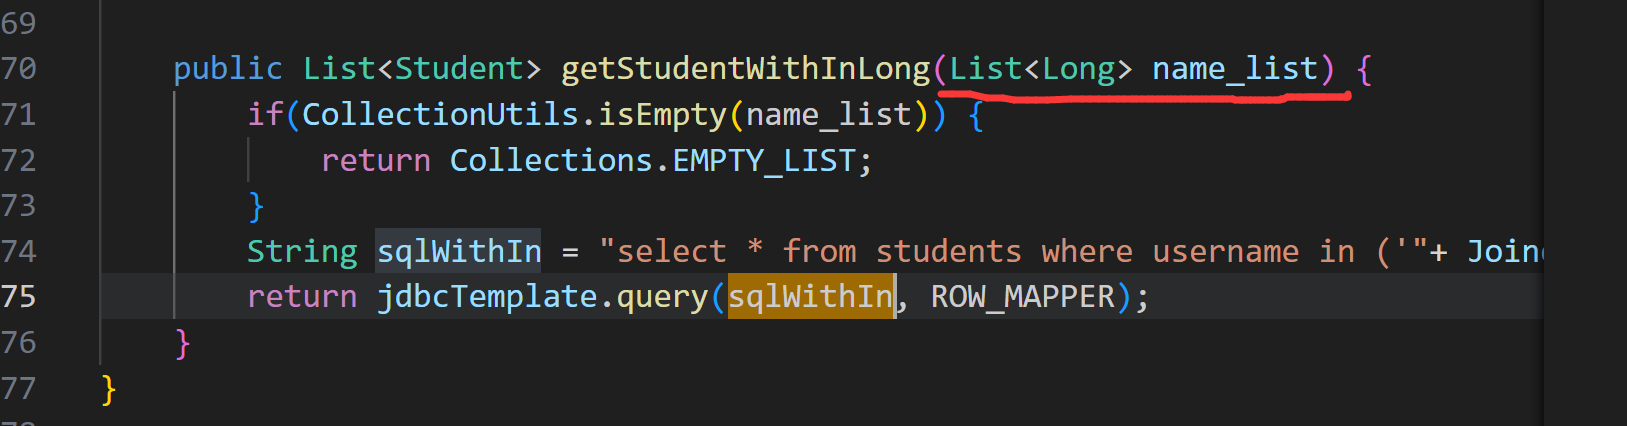 69
70 public List<Student> getStudentWithInLong(List<Long> name_list) {
71 if(CollectionUtils.isEmpty(name_list)) {
72 return Collections.EMPTY_LIST;
73 }
74 String sqlWithIn = "select * from students where username in ('"+ Join
75 return jdbcTemplate.query(sqlWithIn, ROW_MAPPER);
76 }
77 }